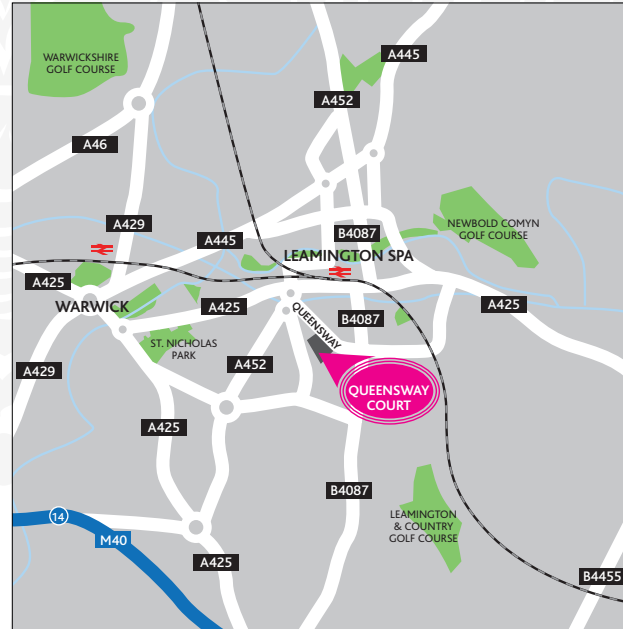 WARWICKSHIRE
GOLF COURSE
A445
A452
A46
A429
NEWBOLD COMYN
GOLF COURSE
A445
B4087
LEAMINGTON SPA
A425
WARWICK
A425
A425
QUEENSWAY
B4087
ST. NICHOLAS
PARK
A452
A429
QUEENSWAY
COURT
A425
B4087
LEAMINGTON
& COUNTRY
GOLF COURSE
14
M40
A425
B4455